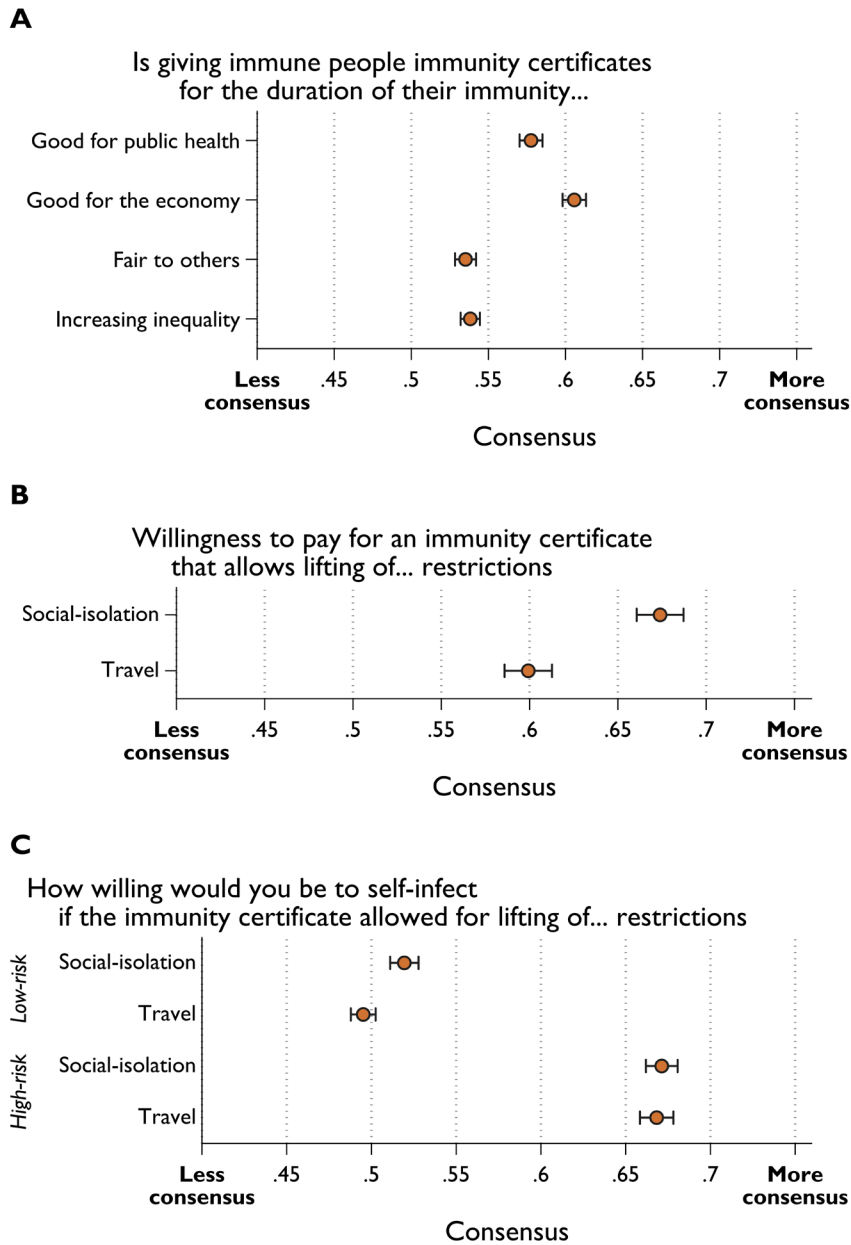 A
Is giving immune people immunity certificates
for the duration of their immunity...
Good for public health
Good for the economy
Fair to others
Increasing inequality
Less consensus .45 .5 .55 .6 .65 .7 More consensus
Consensus
B
Willingness to pay for an immunity certificate
that allows lifting of... restrictions
Social-isolation
Travel
Less consensus .45 .5 .55 .6 .65 .7 More consensus
Consensus
C
How willing would you be to self-infect
if the immunity certificate allowed for lifting of... restrictions
Low-risk
Social-isolation
Travel
High-risk
Social-isolation
Travel
Less consensus .45 .5 .55 .6 .65 .7 More consensus
Consensus